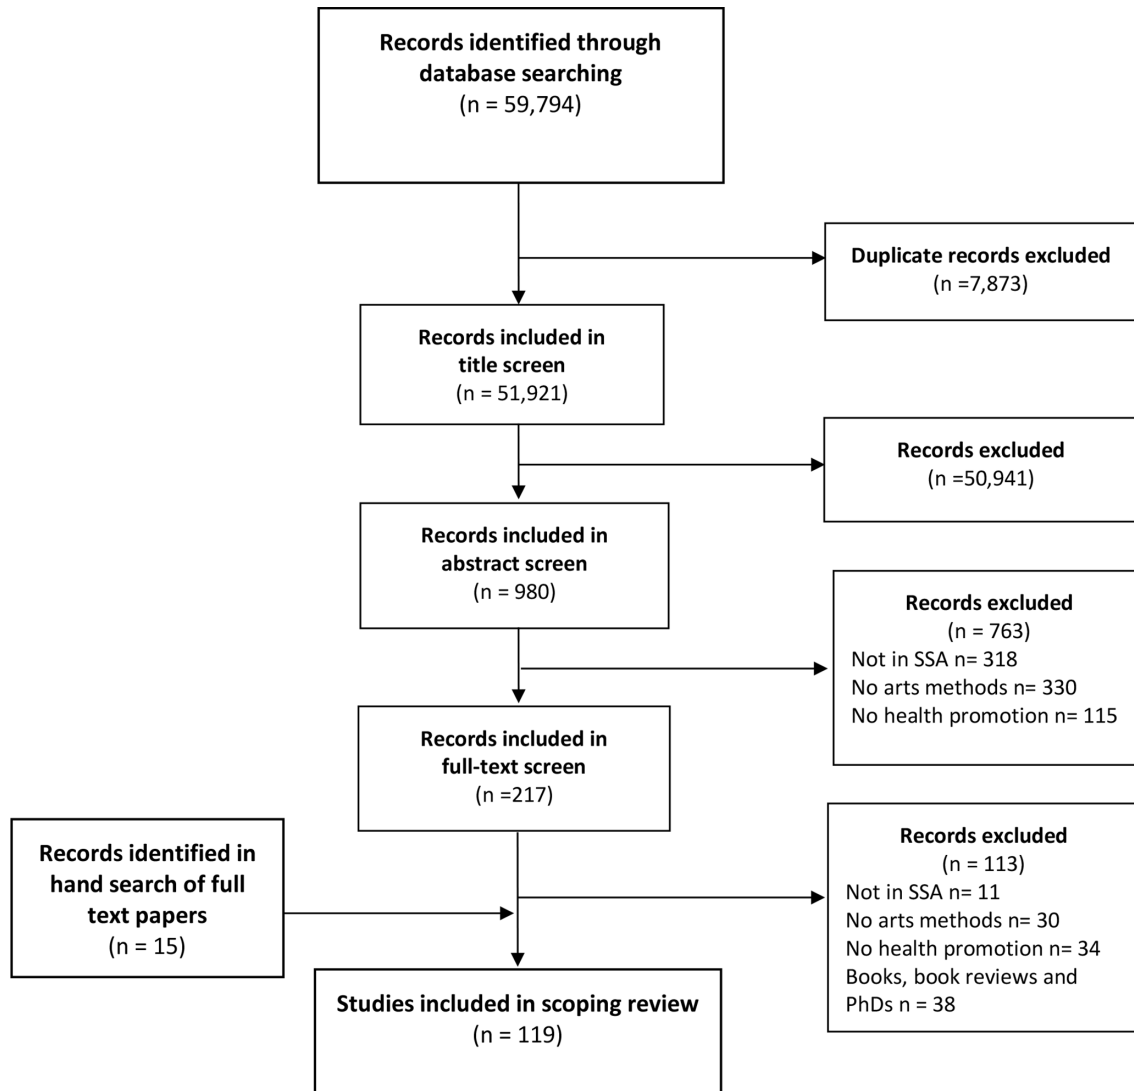 Records identified through
database searching
(n = 59,794)
Duplicate records excluded
(n =7,873)
Records included in
title screen
(n = 51,921)
Records excluded
(n =50,941)
Records included in
abstract screen
(n = 980)
Records excluded
(n = 763)
Not in SSA n= 318
No arts methods n= 330
No health promotion n= 115
Records included in
full-text screen
(n =217)
Records identified in
hand search of full
text papers
(n = 15)
Records excluded
(n = 113)
Not in SSA n= 11
No arts methods n= 30
No health promotion n= 34
Books, book reviews and
PhDs n = 38
Studies included in scoping review
(n = 119)